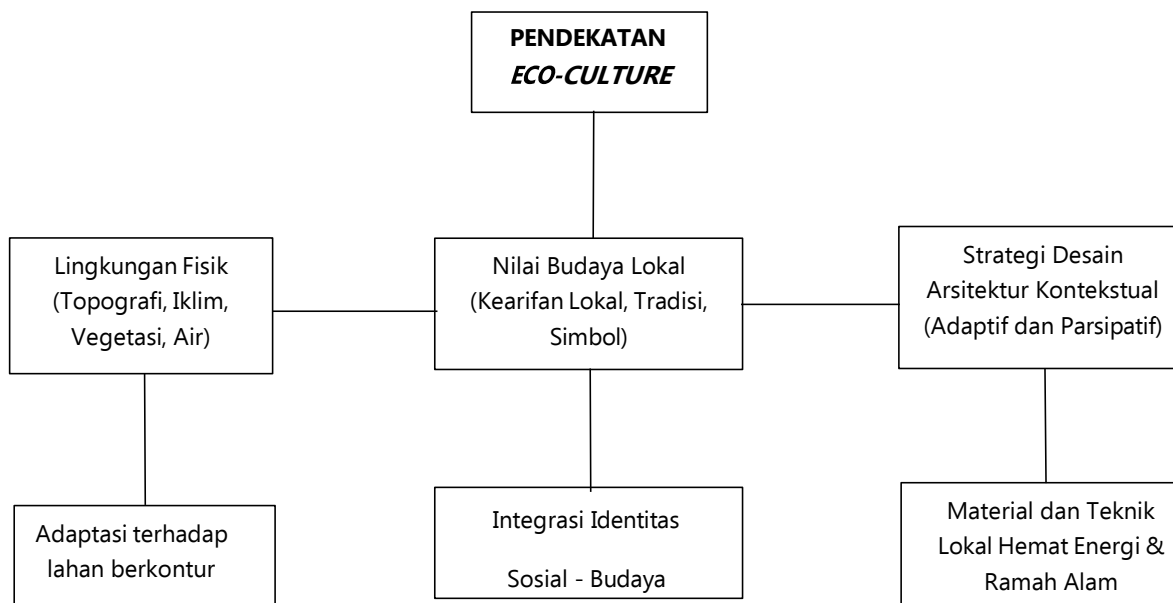 PENDEKATAN
ECO-CULTURE
Lingkungan Fisik
(Topografi, Iklim,
Vegetasi, Air)
Nilai Budaya Lokal
(Kearifan Lokal, Tradisi,
Simbol)
Strategi Desain
Arsitektur Kontekstual
(Adaptif dan Parsipatif)
Adaptasi terhadap
lahan berkontur
Integrasi Identitas
Sosial - Budaya
Material dan Teknik
Lokal Hemat Energi &
Ramah Alam